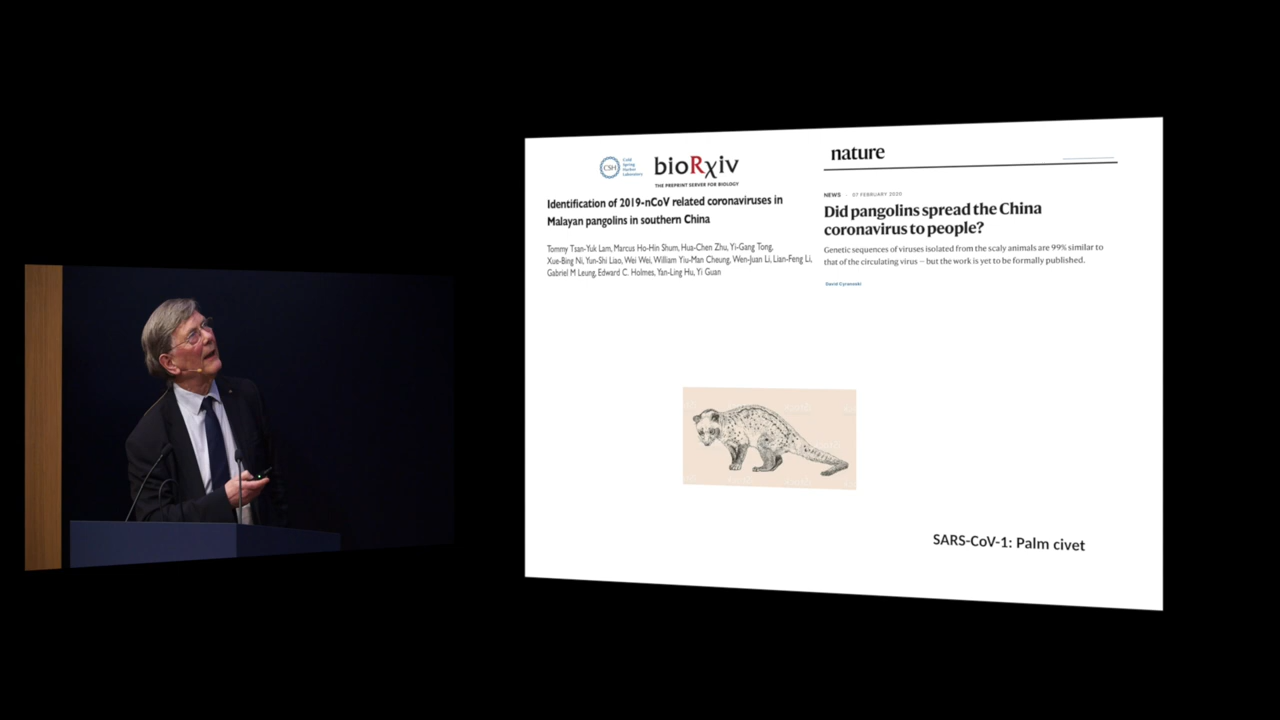 CSH
Cold
Spring
Harbor
Laboratory
bioRχiv
THE PREPRINT SERVER FOR BIOLOGY
Identification of 2019-nCoV related coronaviruses in
Malayan pangolins in southern China
Tommy Tsan-Yuk Lam, Marcus Ho-Hin Shum, Hua-Chen Zhu, Yi-Gang Tong,
Xue-Bing Ni, Yun-Shi Liao, Wei Wei, William Yiu-Man Cheung, Wen-Juan Li, Lian-Feng Li,
Gabriel M Leung, Edward C. Holmes, Yan-Ling Hu, Yi Guan
nature
NEWS · 07 FEBRUARY 2020
Did pangolins spread the China
coronavirus to people?
Genetic sequences of viruses isolated from the scaly animals are 99% similar to
that of the circulating virus — but the work is yet to be formally published.
David Cyranoski
SARS-CoV-1: Palm civet